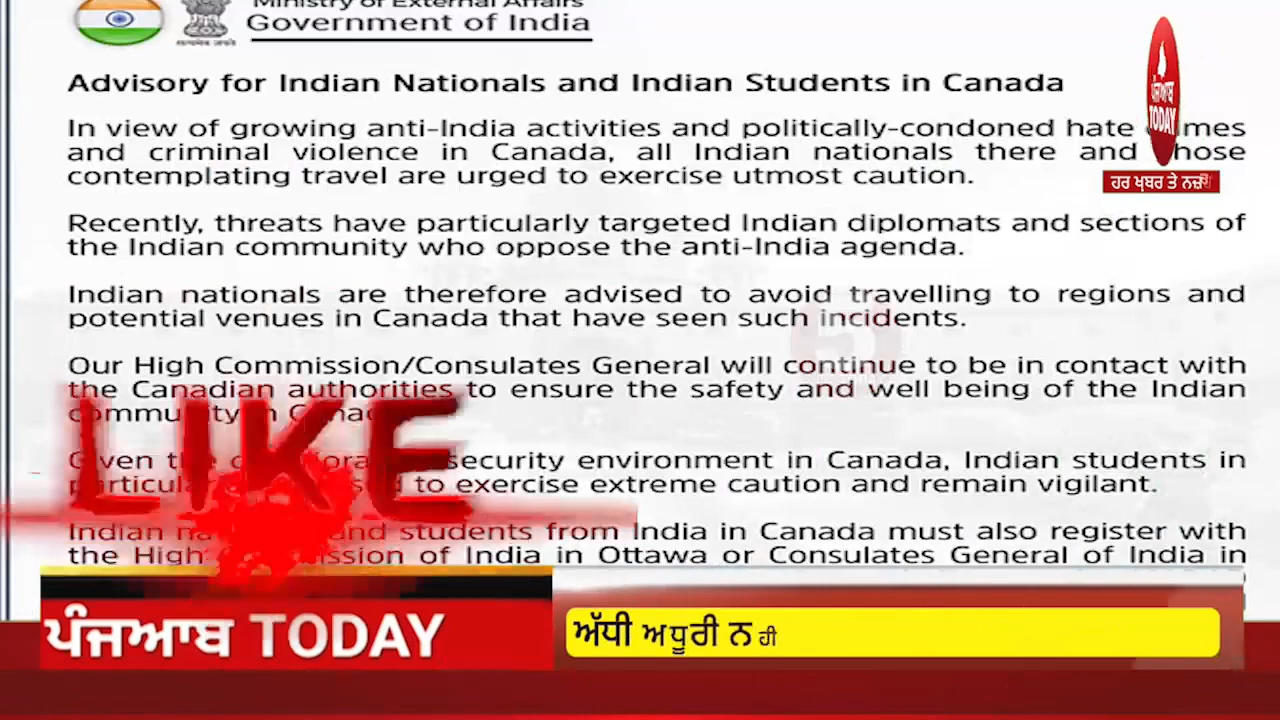 Ministry of External Affairs
Government of India
Advisory for Indian Nationals and Indian Students in Canada
In view of growing anti-India activities and politically-condoned hate
and criminal violence in Canada, all Indian nationals there and
contemplating travel are urged to exercise utmost caution.
Recently, threats have particularly targeted Indian diplomats and sections of
the Indian community who oppose the anti-India agenda.
Indian nationals are therefore advised to avoid travelling to regions and
potential venues in Canada that have seen such incidents.
Our High Commission/Consulates General will continue to be in contact with
the Canadian authorities to ensure the safety and well being of the Indian
community in
security environment in Canada, Indian students in
to exercise extreme caution and remain vigilant.
Indian and students from India in Canada must also register with
the High of India in Ottawa or Consulates General of India in
ਪੰਜਾਬ
TODAY
ਹਰ ਖ਼ਬਰ ਤੇ
LIKE
ਪੰਜਆਬ TODAY
ਅੱਧੀ ਅਧੂਰੀ ਨਹੀ